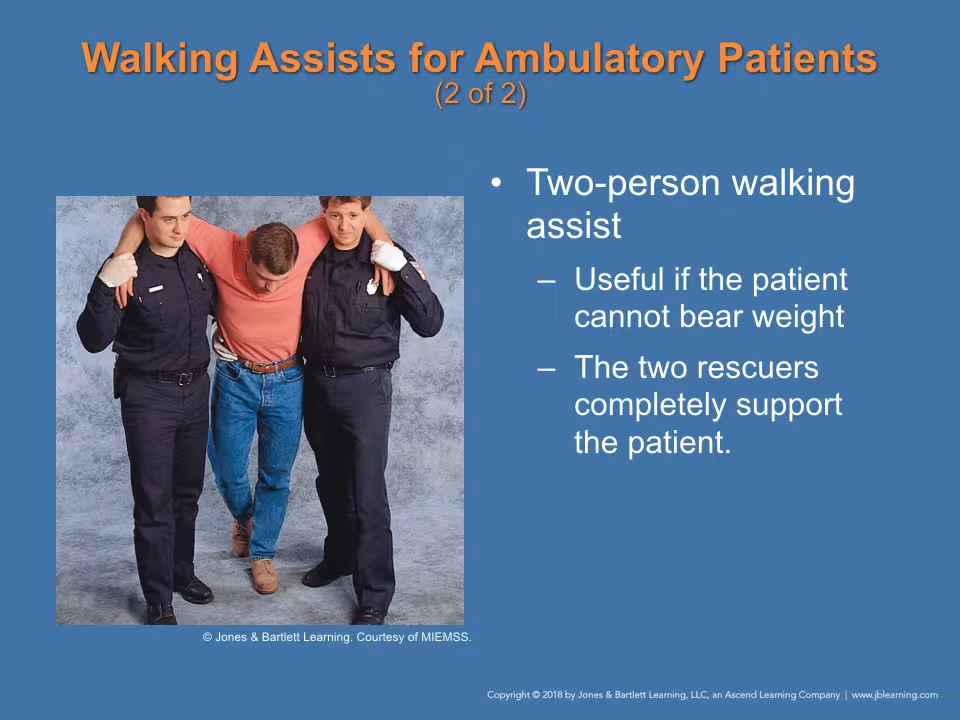 Walking Assists for Ambulatory Patients
(2 of 2)
• Two-person walking
assist
– Useful if the patient
cannot bear weight
– The two rescuers
completely support
the patient.
© Jones & Bartlett Learning. Courtesy of MIEMSS.
Copyright © 2018 by Jones & Bartlett Learning, LLC, an Ascend Learning Company | www.jblearning.com